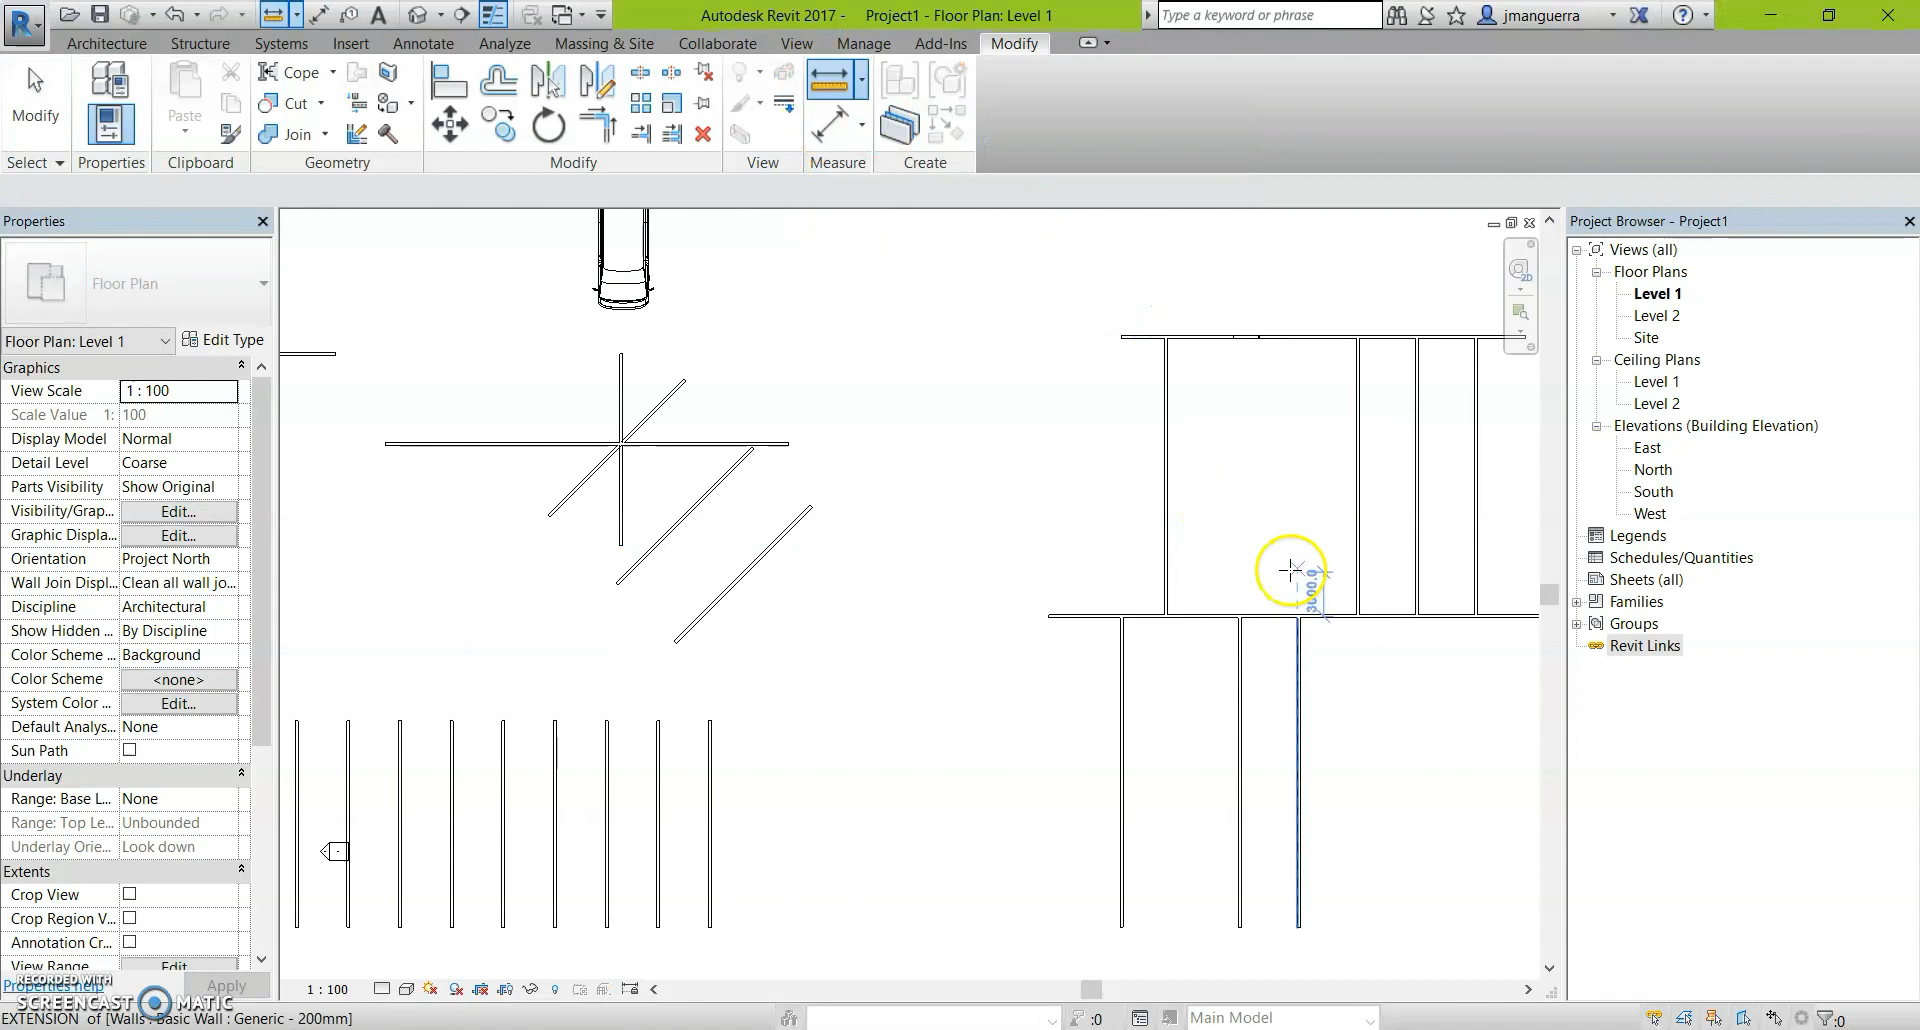 Autodesk Revit 2017 - Project1 - Floor Plan: Level 1
Type a keyword or phrase
jmanguerra
Architecture Structure Systems Insert Annotate Analyze Massing & Site Collaborate View Manage Add-Ins Modify
Modify
Paste
Cope
Cut
Join
Select Properties Clipboard Geometry Modify View Measure Create
Properties
Floor Plan
Floor Plan: Level 1 Edit Type
Graphics
View Scale 1 : 100
Scale Value 1: 100
Display Model Normal
Detail Level Coarse
Parts Visibility Show Original
Visibility/Grap... Edit...
Graphic Displa... Edit...
Orientation Project North
Wall Join Displ... Clean all wall jo...
Discipline Architectural
Show Hidden ... By Discipline
Color Scheme ... Background
Color Scheme <none>
System Color ... Edit...
Default Analys... None
Sun Path
Underlay
Range: Base L... None
Range: Top Le... Unbounded
Underlay Orie... Look down
Extents
Crop View
Crop Region V...
Annotation Cr...
View Range Edit...
Properties help Apply
RECORDED WITH
SCREENCAST MATIC
3000.0
2D
Project Browser - Project1
Views (all)
Floor Plans
Level 1
Level 2
Site
Ceiling Plans
Level 1
Level 2
Elevations (Building Elevation)
East
North
South
West
Legends
Schedules/Quantities
Sheets (all)
Families
Groups
Revit Links
1 : 100
EXTENSION of [Walls : Basic Wall : Generic - 200mm]
:0
Main Model
:0